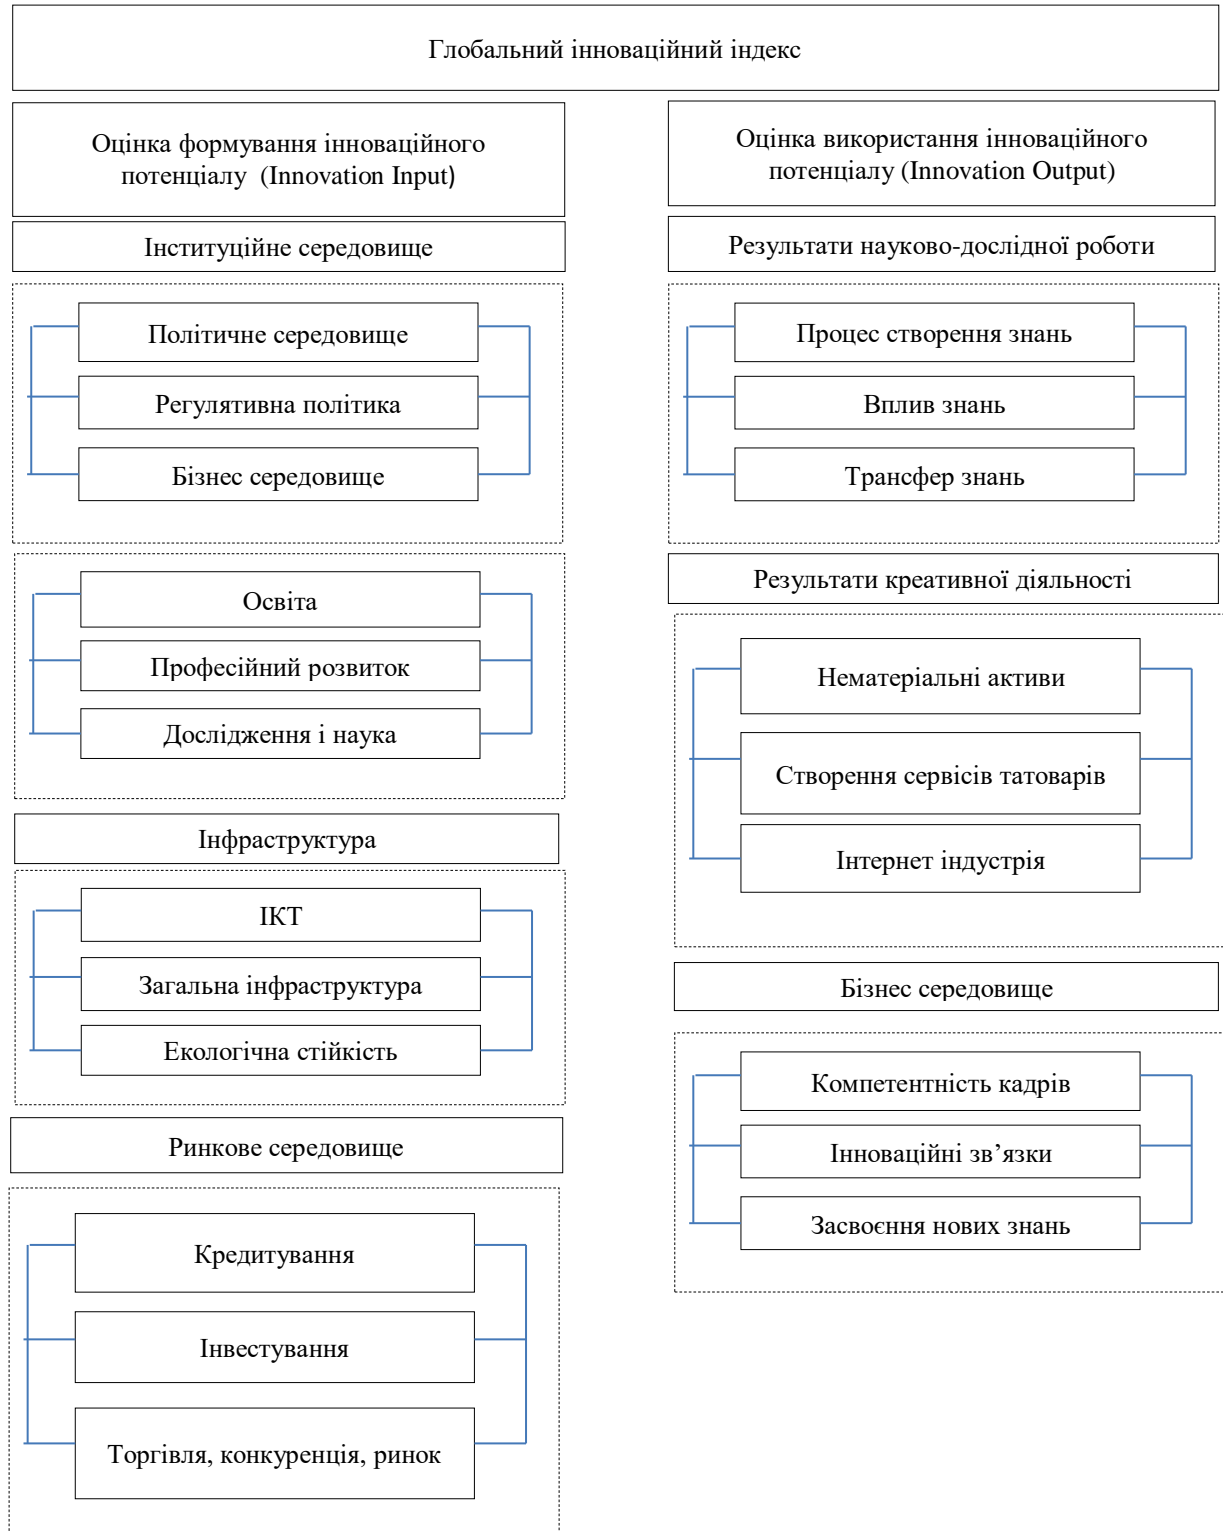 Глобальний інноваційний індекс
Оцінка формування інноваційного
потенціалу (Innovation Input)
Інституційне середовище
Політичне середовище
Регулятивна політика
Бізнес середовище
Освіта
Професійний розвиток
Дослідження і наука
Інфраструктура
ІКТ
Загальна інфраструктура
Екологічна стійкість
Ринкове середовище
Кредитування
Інвестування
Торгівля, конкуренція, ринок
Оцінка використання інноваційного
потенціалу (Innovation Output)
Результати науково-дослідної роботи
Процес створення знань
Вплив знань
Трансфер знань
Результати креативної діяльності
Нематеріальні активи
Створення сервісів татоварів
Інтернет індустрія
Бізнес середовище
Компетентність кадрів
Інноваційні зв’язки
Засвоєння нових знань